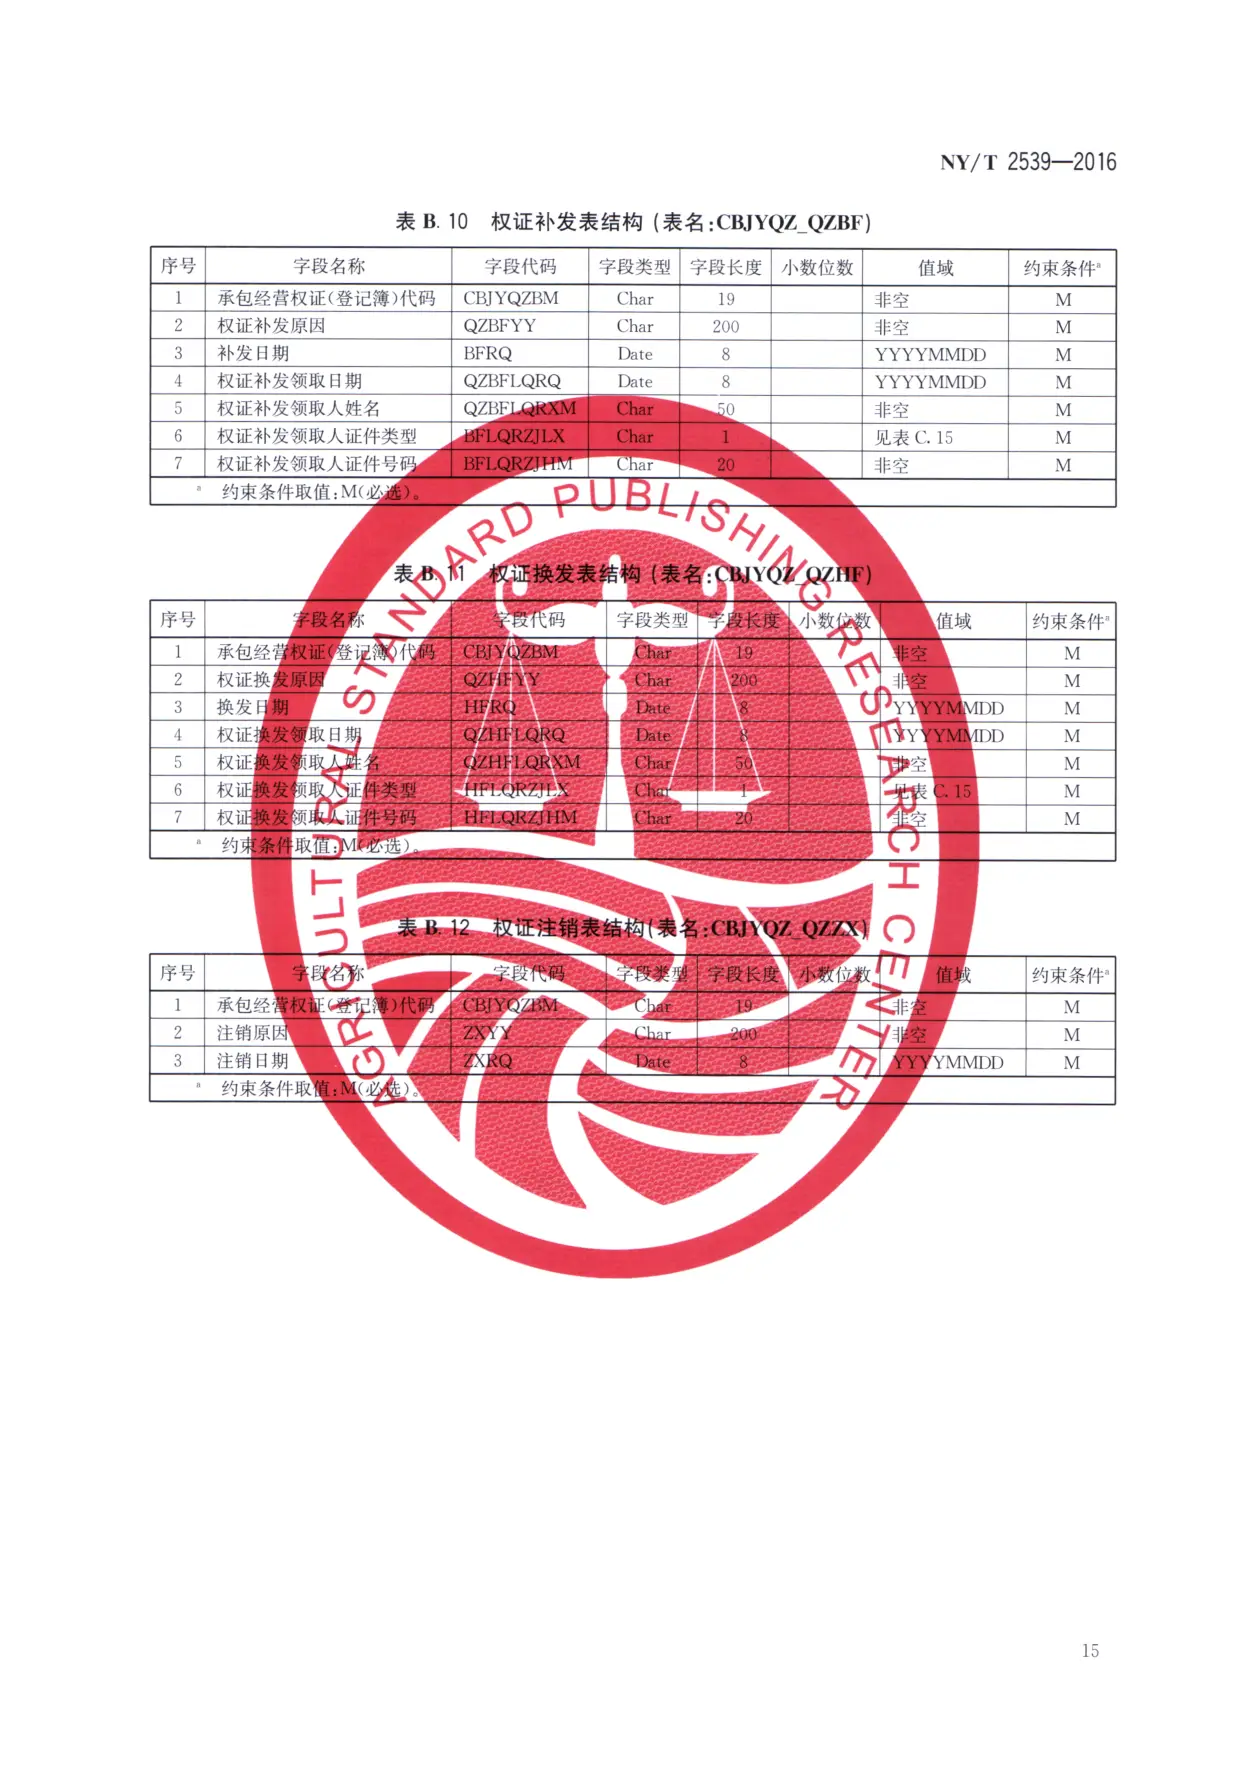 NY/T 2539—2016
表 B.10 权证补发表结构（表名:CBJYQZ_QZBF）
序号 字段名称 字段代码 字段类型 字段长度 小数位数 值域 约束条件ᵃ
1 承包经营权证(登记簿)代码 CBJYQZBM Char 19 非空 M
2 权证补发原因 QZBFYY Char 200 非空 M
3 补发日期 BFRQ Date 8 YYYYMMDD M
4 权证补发领取日期 QZBFLQRQ Date 8 YYYYMMDD M
5 权证补发领取人姓名 QZBFLQRXM Char 50 非空 M
6 权证补发领取人证件类型 BFLQRZJLX Char 1 见表 C.15 M
7 权证补发领取人证件号码 BFLQRZJHM Char 20 非空 M
ᵃ 约束条件取值:M(必选)。
表 B.11 权证换发表结构（表名:CBJYQZ_QZHF）
序号 字段名称 字段代码 字段类型 字段长度 小数位数 值域 约束条件ᵃ
1 承包经营权证(登记簿)代码 CBJYQZBM Char 19 非空 M
2 权证换发原因 QZHFYY Char 200 非空 M
3 换发日期 HFRQ Date 8 YYYYMMDD M
4 权证换发领取日期 QZHFLQRQ Date 8 YYYYMMDD M
5 权证换发领取人姓名 QZHFLQRXM Char 50 非空 M
6 权证换发领取人证件类型 HFLQRZJLX Char 1 见表 C.15 M
7 权证换发领取人证件号码 HFLQRZJHM Char 20 非空 M
ᵃ 约束条件取值:M(必选)。
表 B.12 权证注销表结构(表名:CBJYQZ_QZZX)
序号 字段名称 字段代码 字段类型 字段长度 小数位数 值域 约束条件ᵃ
1 承包经营权证(登记簿)代码 CBJYQZBM Char 19 非空 M
2 注销原因 ZXYY Char 200 非空 M
3 注销日期 ZXRQ Date 8 YYYYMMDD M
ᵃ 约束条件取值:M(必选)。
AGRICULTURAL STANDARD PUBLISHING RESEARCH CENTER
15